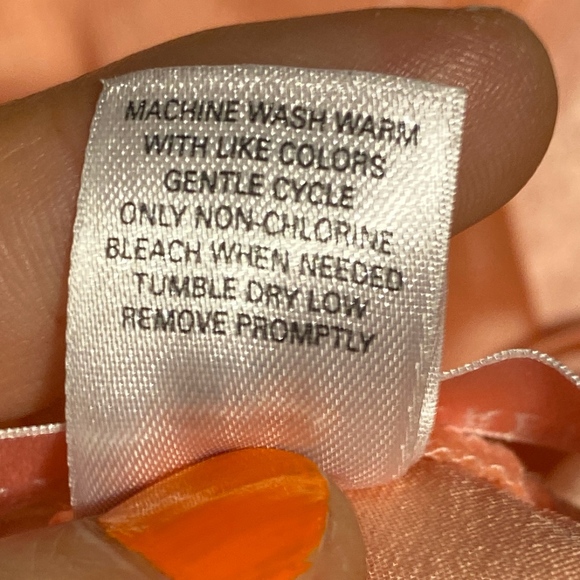 MACHINE WASH WARM
WITH LIKE COLORS
GENTLE CYCLE
ONLY NON-CHLORINE
BLEACH WHEN NEEDED
TUMBLE DRY LOW
REMOVE PROMPTLY